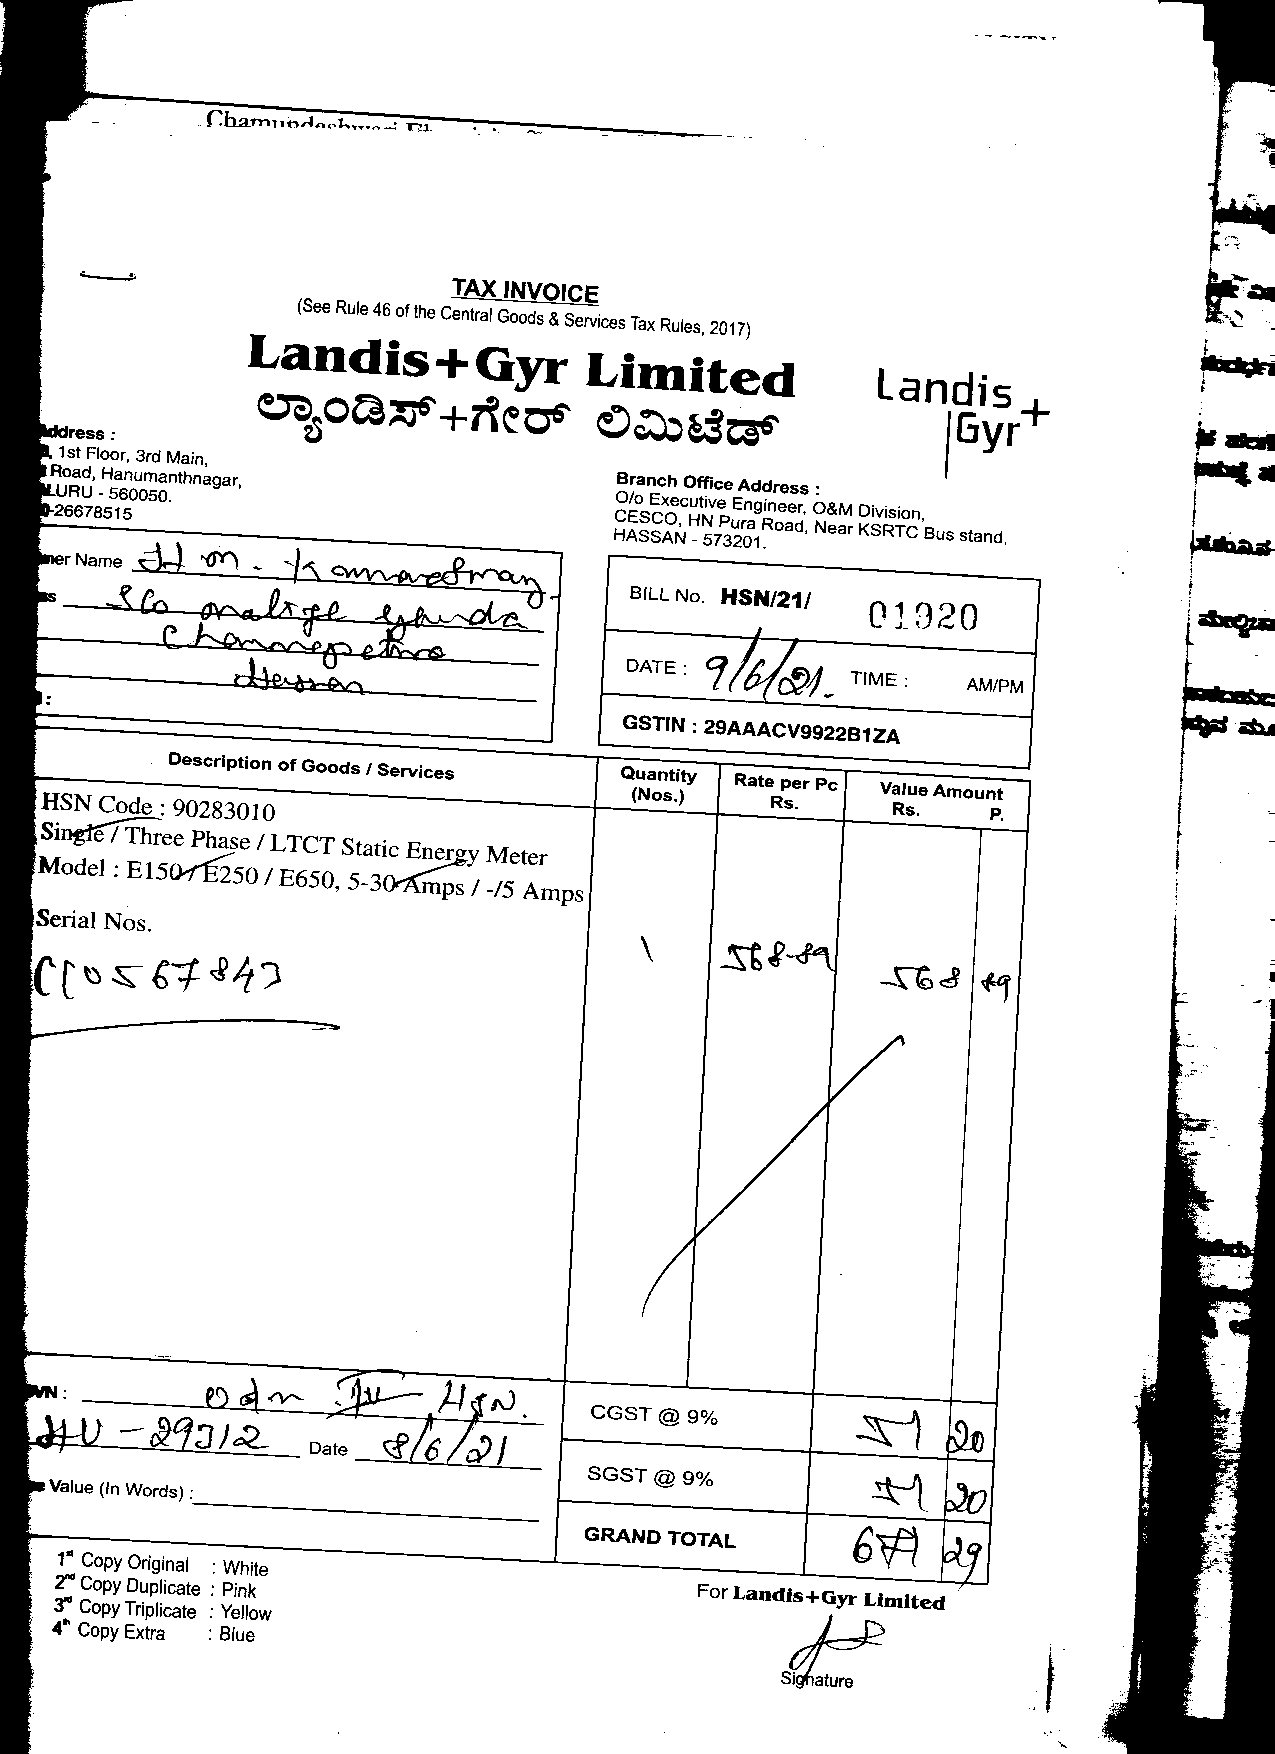 TAX INVOICE
(See Rule 46 of the Central Goods & Services Tax Rules, 2017)
Landis+Gyr Limited
ಲ್ಯಾಂಡಿಸ್+ಗೇರ್ ಲಿಮಿಟೆಡ್
Landis+
Gyr
Address :
1st Floor, 3rd Main,
Road, Hanumanthnagar,
LURU - 560050.
-26678515
Branch Office Address :
O/o Executive Engineer, O&M Division,
CESCO, HN Pura Road, Near KSRTC Bus stand,
HASSAN - 573201.
mer Name H m.
S/o
Hassan
BILL No. HSN/21/ 01920
DATE : 9/6/21. TIME : AM/PM
GSTIN : 29AAACV9922B1ZA
Description of Goods / Services Quantity (Nos.) Rate per Pc Rs. Value Amount Rs. P.
HSN Code : 90283010
Single / Three Phase / LTCT Static Energy Meter
Model : E150 / E250 / E650, 5-30 Amps / -/5 Amps
Serial Nos.
1 568-89 568 89
0567843
HSN.
29312 Date 8/6/21
CGST @ 9% 51 20
SGST @ 9% 51 20
Value (In Words) :
GRAND TOTAL 671 29
1st Copy Original : White
2nd Copy Duplicate : Pink
3rd Copy Triplicate : Yellow
4th Copy Extra : Blue
For Landis+Gyr Limited
Signature